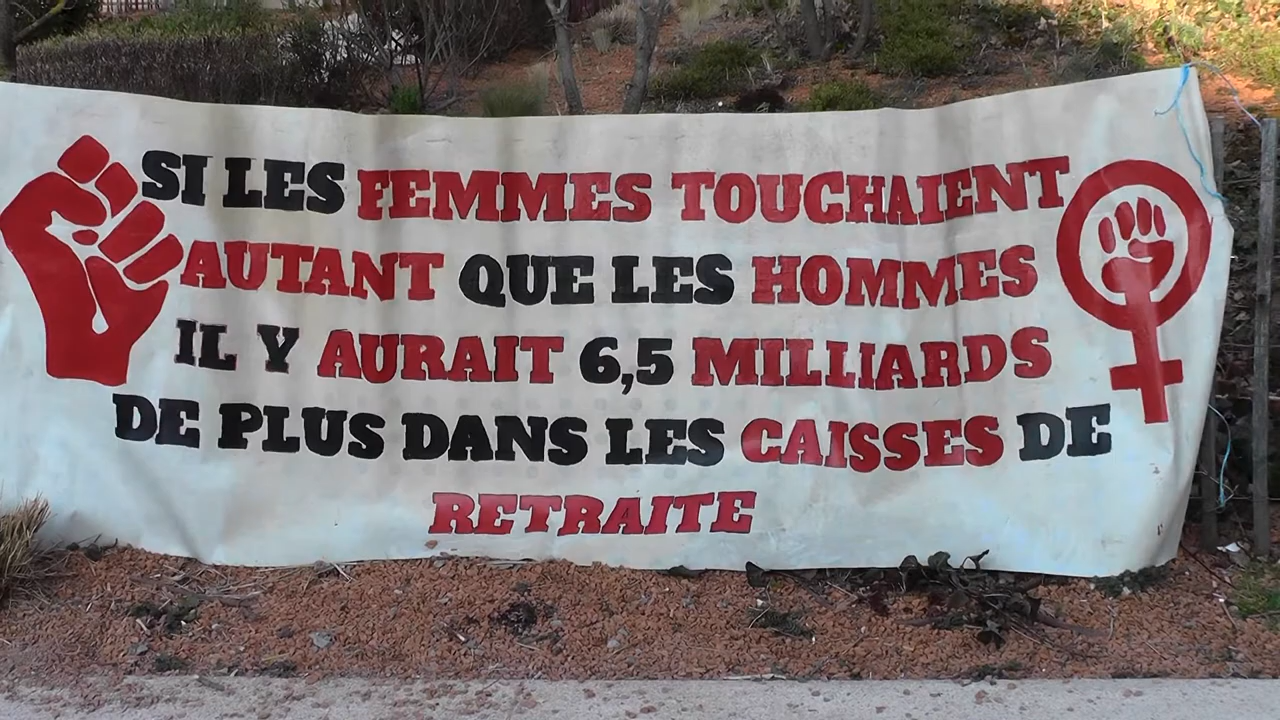 SI LES FEMMES TOUCHAIENT
AUTANT QUE LES HOMMES
IL Y AURAIT 6,5 MILLIARDS
DE PLUS DANS LES CAISSES DE
RETRAITE